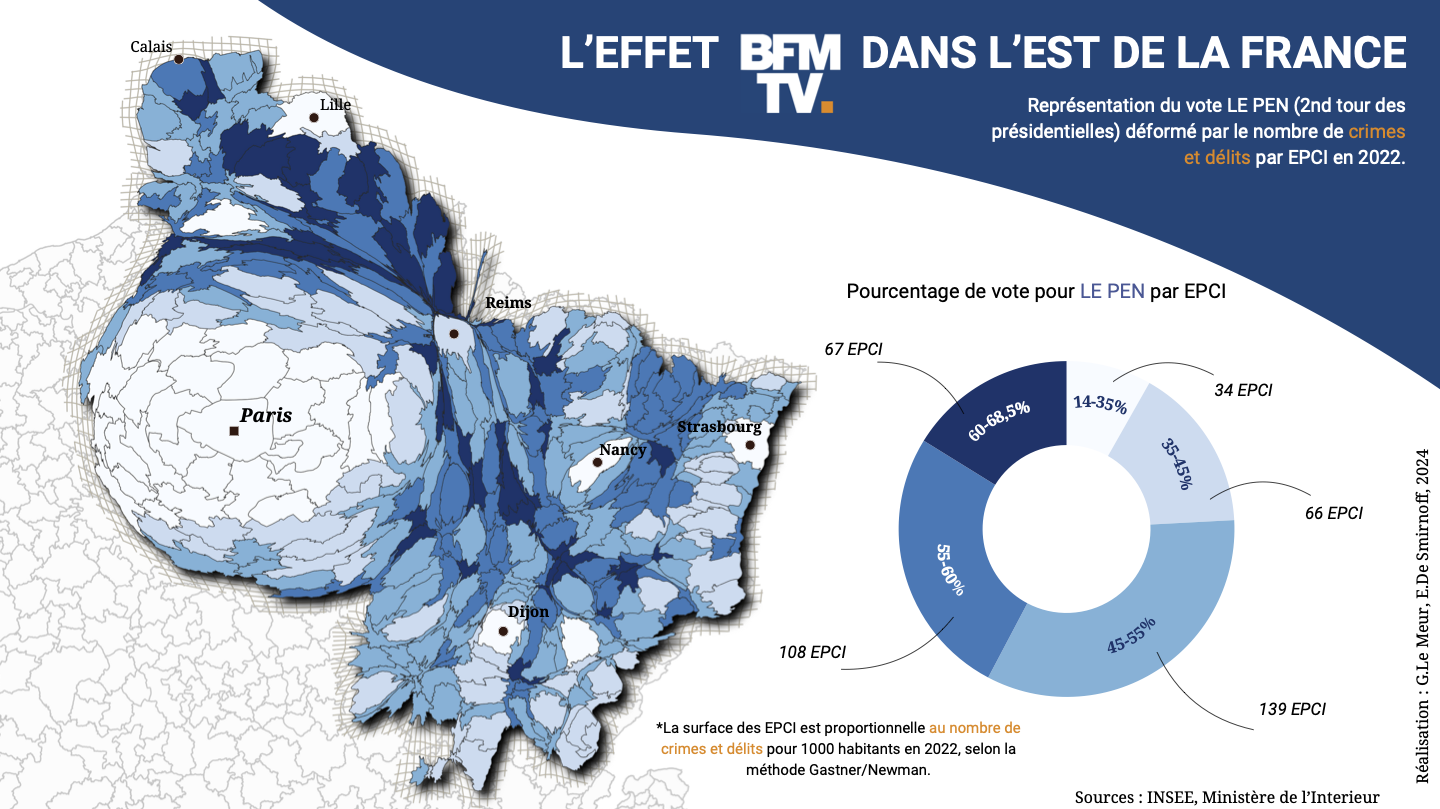 L’EFFET BFM TV. DANS L’EST DE LA FRANCE
Représentation du vote LE PEN (2nd tour des
présidentielles) déformé par le nombre de crimes
et délits par EPCI en 2022.
Calais
Lille
Reims
Paris
Strasbourg
Nancy
Dijon
Pourcentage de vote pour LE PEN par EPCI
67 EPCI
34 EPCI
14-35%
60-68,5%
35-45%
66 EPCI
55-60%
45-55%
108 EPCI
139 EPCI
*La surface des EPCI est proportionnelle au nombre de
crimes et délits pour 1000 habitants en 2022, selon la
méthode Gastner/Newman.
Réalisation : G.Le Meur, E.De Smirnoff, 2024
Sources : INSEE, Ministère de l’Interieur